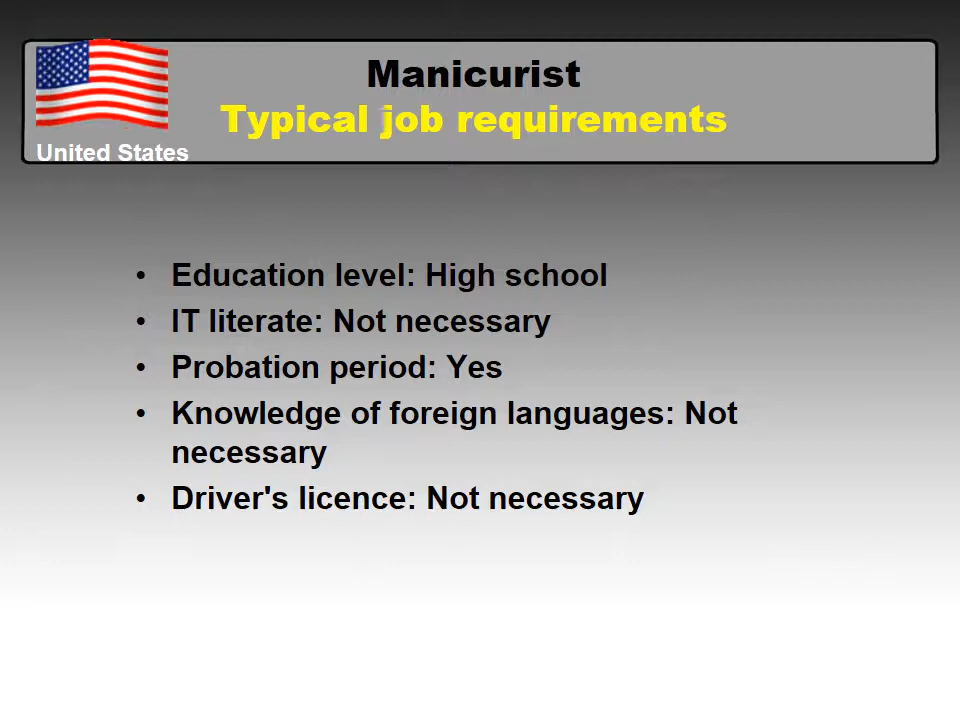 Manicurist
Typical job requirements
United States
• Education level: High school
• IT literate: Not necessary
• Probation period: Yes
• Knowledge of foreign languages: Not
necessary
• Driver's licence: Not necessary